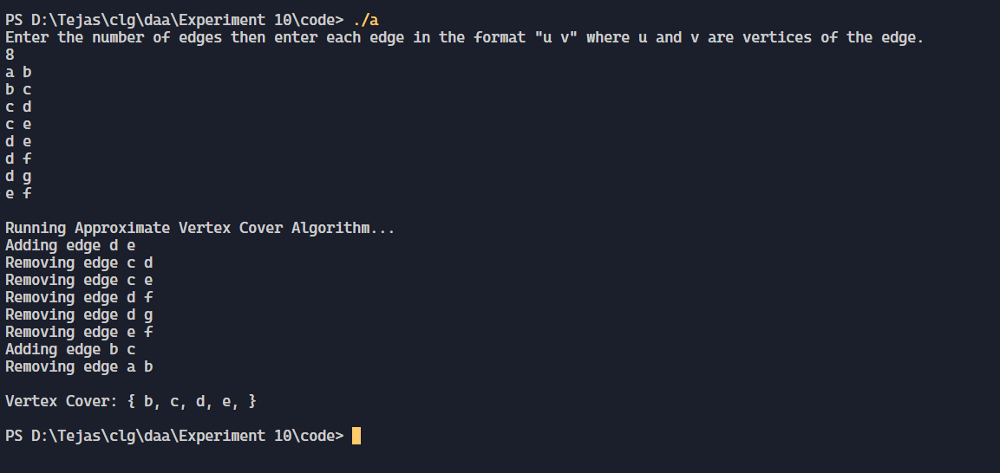 PS D:\Tejas\clg\daa\Experiment 10\code> ./a
Enter the number of edges then enter each edge in the format "u v" where u and v are vertices of the edge.
8
a b
b c
c d
c e
d e
d f
d g
e f
Running Approximate Vertex Cover Algorithm...
Adding edge d e
Removing edge c d
Removing edge c e
Removing edge d f
Removing edge d g
Removing edge e f
Adding edge b c
Removing edge a b
Vertex Cover: { b, c, d, e, }
PS D:\Tejas\clg\daa\Experiment 10\code>